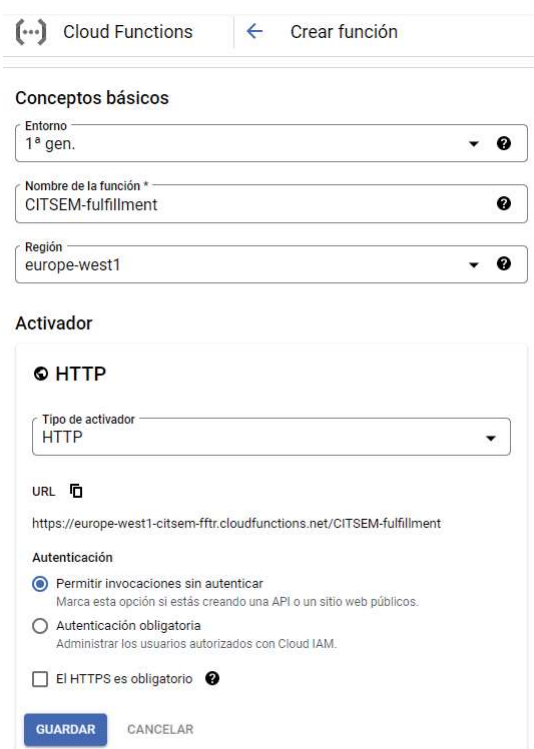 Cloud Functions Crear función
Conceptos básicos
Entorno
1ª gen.
Nombre de la función *
CITSEM-fulfillment
Región
europe-west1
Activador
HTTP
Tipo de activador
HTTP
URL
https://europe-west1-citsem-fftr.cloudfunctions.net/CITSEM-fulfillment
Autenticación
Permitir invocaciones sin autenticar
Marca esta opción si estás creando una API o un sitio web públicos.
Autenticación obligatoria
Administrar los usuarios autorizados con Cloud IAM.
El HTTPS es obligatorio
GUARDAR CANCELAR